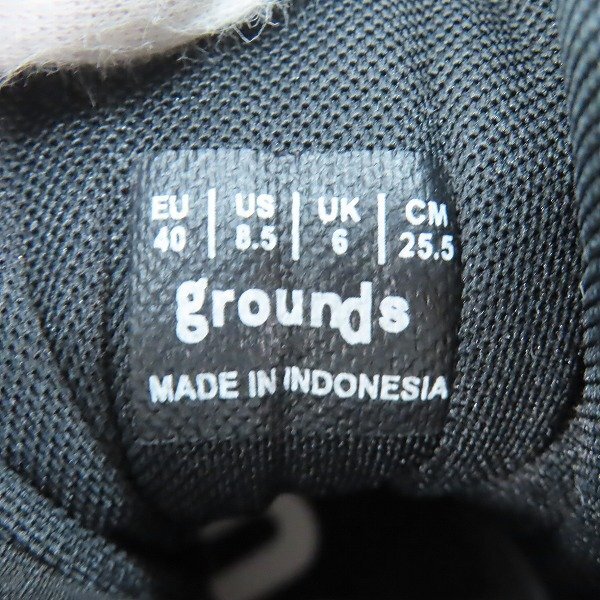 EU | US | UK | CM
40 | 8.5 | 6 | 25.5
grounds
MADE IN INDONESIA